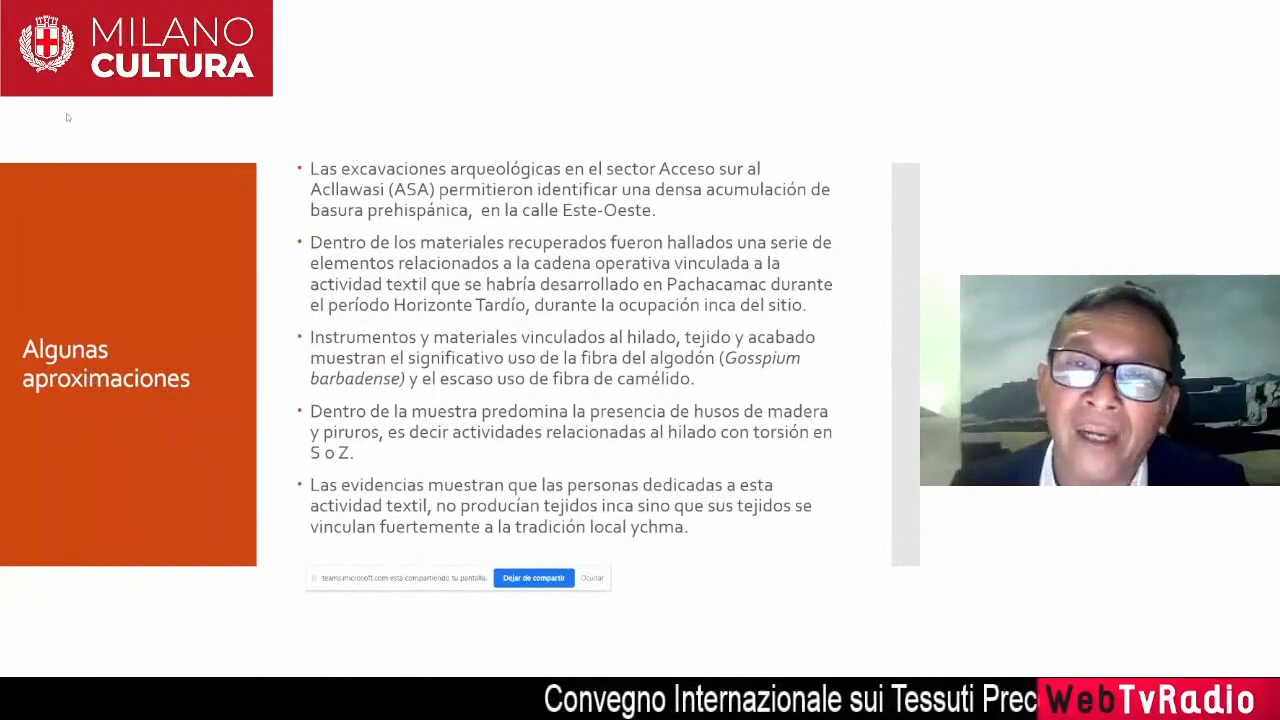 MILANO
CULTURA
Algunas
aproximaciones
• Las excavaciones arqueológicas en el sector Acceso sur al
Acllawasi (ASA) permitieron identificar una densa acumulación de
basura prehispánica, en la calle Este-Oeste.
• Dentro de los materiales recuperados fueron hallados una serie de
elementos relacionados a la cadena operativa vinculada a la
actividad textil que se habría desarrollado en Pachacamac durante
el período Horizonte Tardío, durante la ocupación inca del sitio.
• Instrumentos y materiales vinculados al hilado, tejido y acabado
muestran el significativo uso de la fibra del algodón (Gosspium
barbadense) y el escaso uso de fibra de camélido.
• Dentro de la muestra predomina la presencia de husos de madera
y piruros, es decir actividades relacionadas al hilado con torsión en
S o Z.
• Las evidencias muestran que las personas dedicadas a esta
actividad textil, no producían tejidos inca sino que sus tejidos se
vinculan fuertemente a la tradición local ychma.
teams.microsoft.com está compartiendo tu pantalla. Dejar de compartir Ocultar
Convegno Internazionale sui Tessuti Prec
WebTvRadio